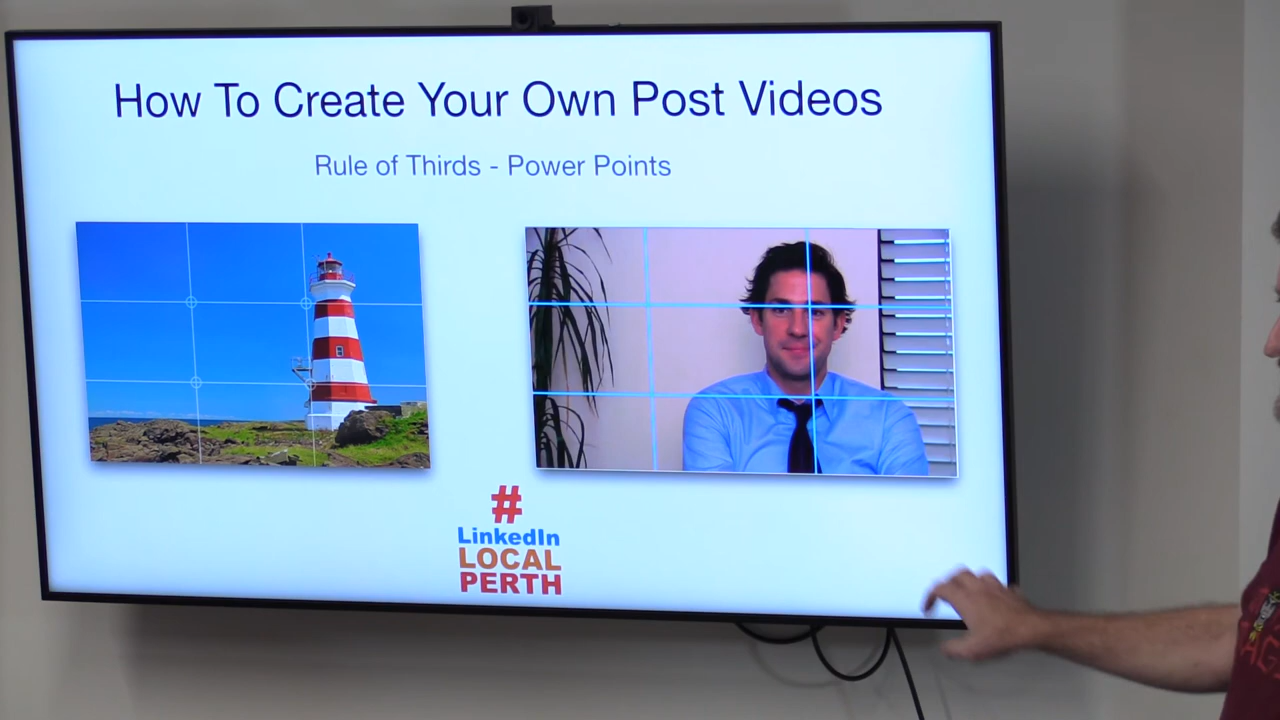 How To Create Your Own Post Videos
Rule of Thirds - Power Points
#
LinkedIn
LOCAL
PERTH